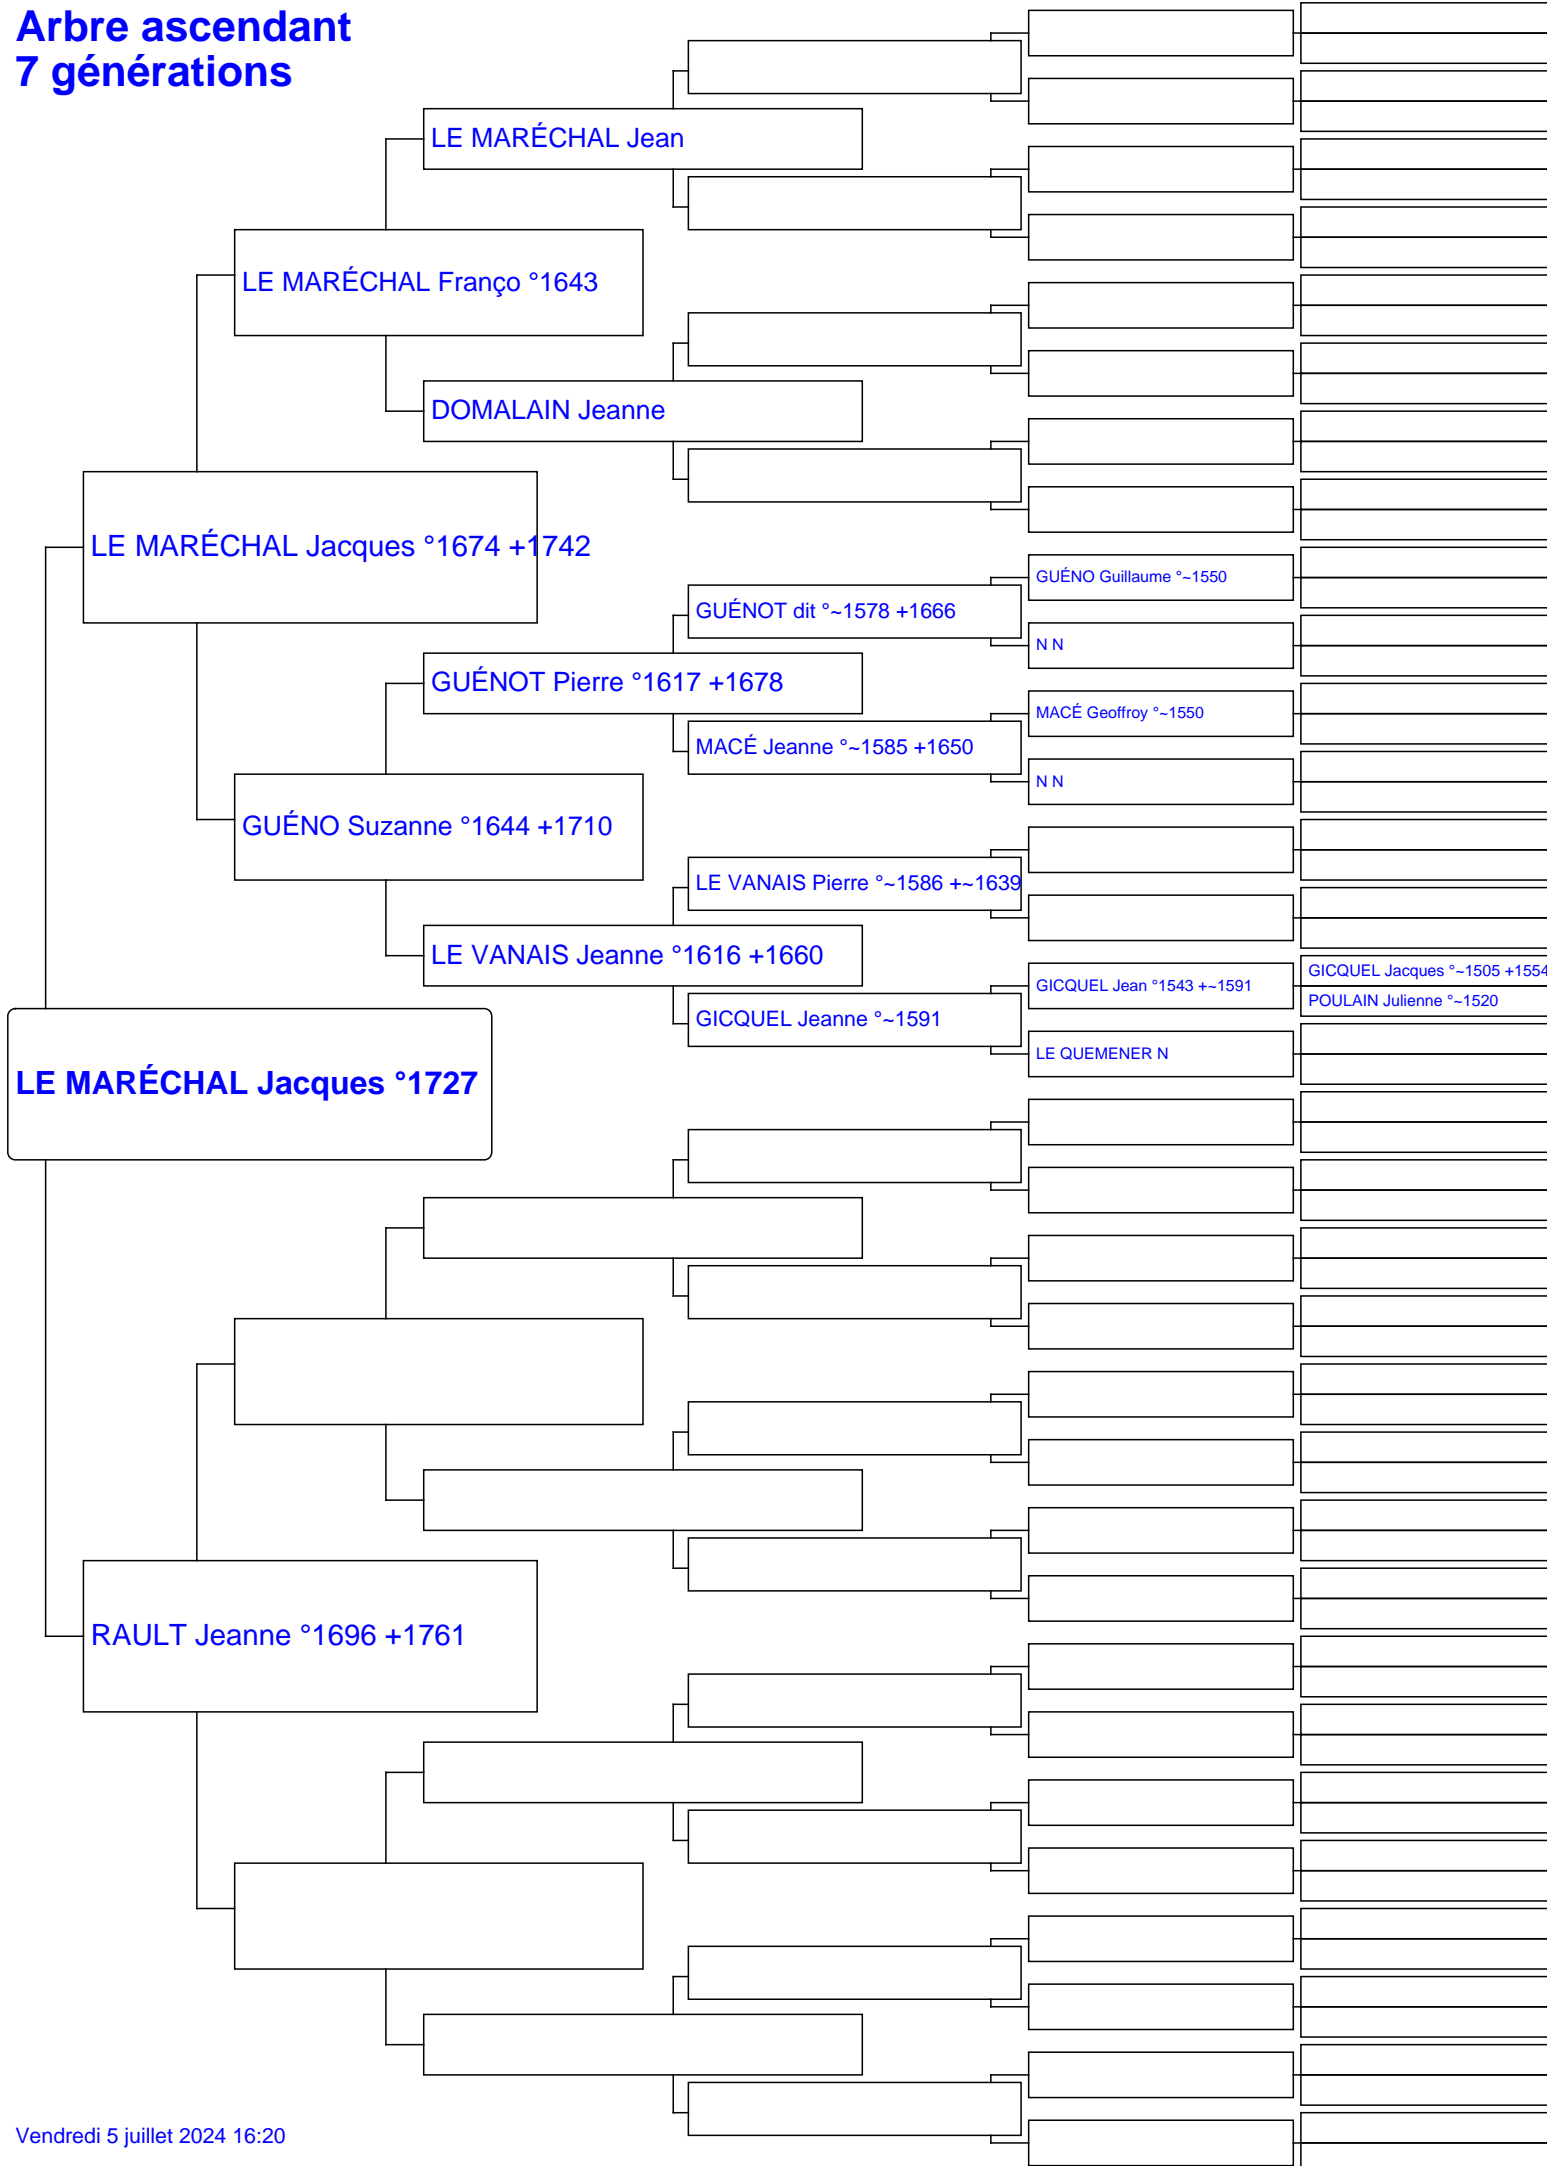 Arbre ascendant
7 générations
LE MARÉCHAL Jean
LE MARÉCHAL Franço °1643
DOMALAIN Jeanne
LE MARÉCHAL Jacques °1674 +1742
GUÉNO Guillaume °~1550
GUÉNOT dit °~1578 +1666
N N
GUÉNOT Pierre °1617 +1678
MACÉ Geoffroy °~1550
MACÉ Jeanne °~1585 +1650
N N
GUÉNO Suzanne °1644 +1710
LE VANAIS Pierre °~1586 +~1639
LE VANAIS Jeanne °1616 +1660
GICQUEL Jacques °~1505 +1554
GICQUEL Jean °1543 +~1591
POULAIN Julienne °~1520
GICQUEL Jeanne °~1591
LE QUEMENER N
LE MARÉCHAL Jacques °1727
RAULT Jeanne °1696 +1761
Vendredi 5 juillet 2024 16:20